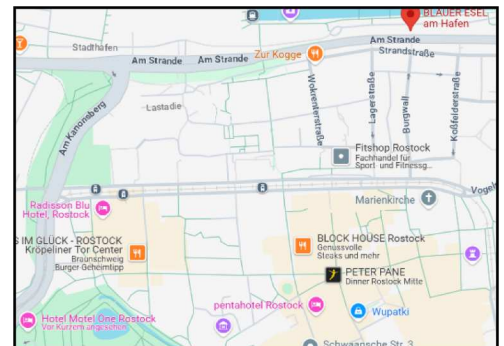 BLAUER ESEL
am Hafen
Am Strande
Stadthafen
Zur Kogge
Strandstraße
Am Strande
Am Strande
Am Kanonsberg
Lastadie
Wokrenterstraße
Lagerstraße
Burgwall
Koßfelderstraße
Fitshop Rostock
Fachhandel für
Sport- und Fitnessg...
Marienkirche
Vogel
Radisson Blu
Hotel, Rostock
S IM GLÜCK - ROSTOCK
Kröpeliner Tor Center
Braunschweig
Burger-Geheimtipp
BLOCK HOUSE Rostock
Genussvolle
Steaks und mehr
PETER PANE
Dinner Rostock Mitte
pentahotel Rostock
Wupatki
Hotel Motel One Rostock
Vor Kurzem angesehen
Schwaansche Str. 3